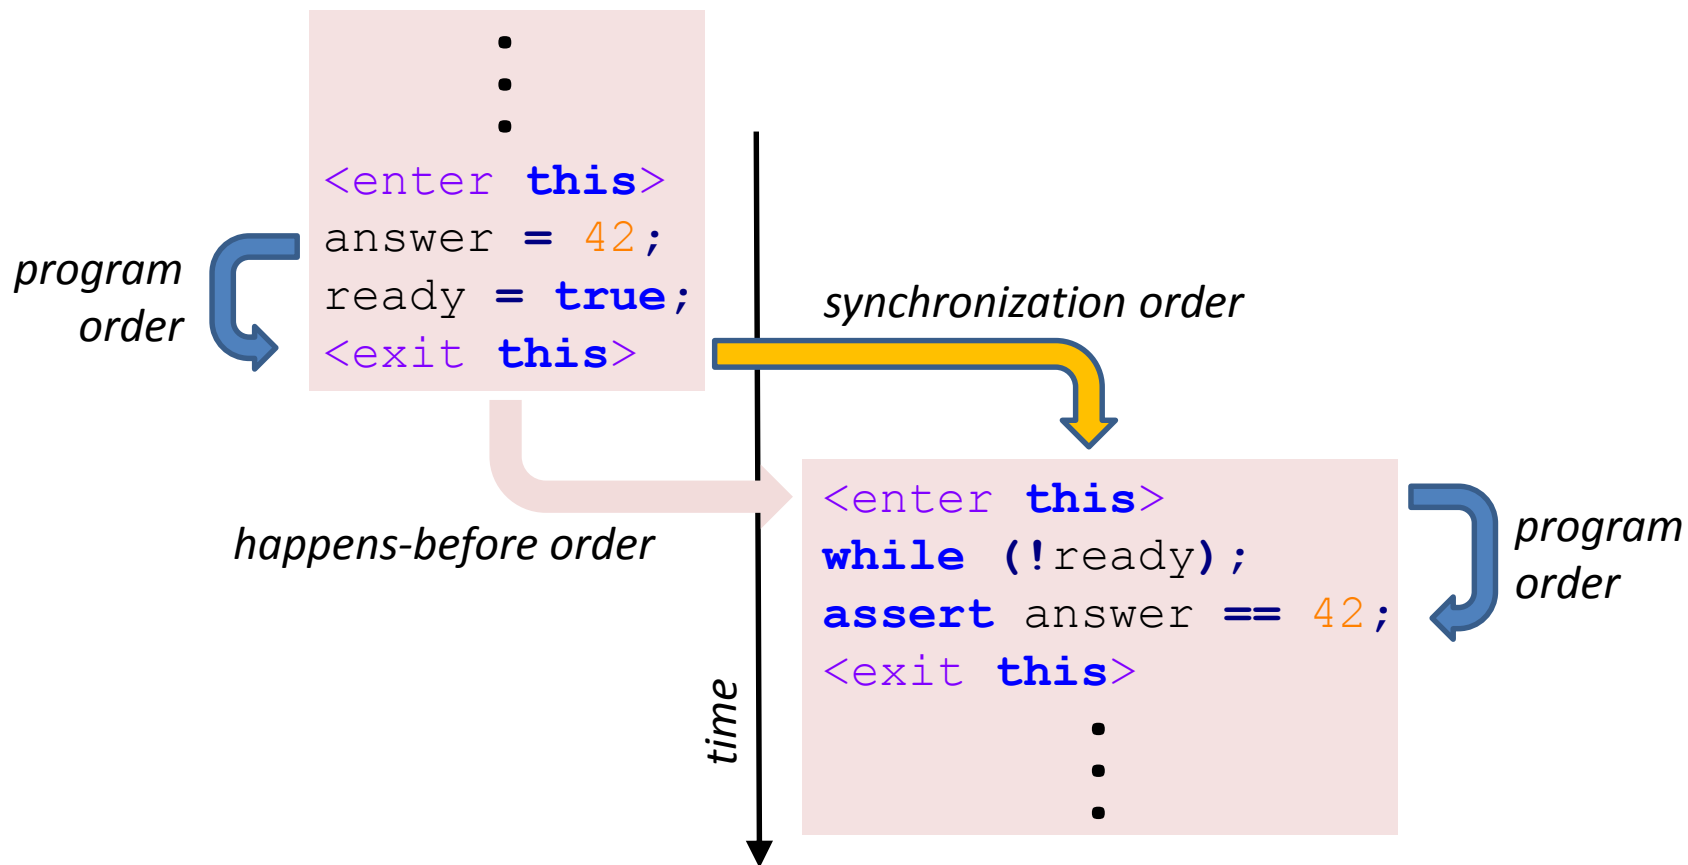 <enter this>
answer = 42;
ready = true;
<exit this>
program
order
synchronization order
happens-before order
time
<enter this>
while (!ready);
assert answer == 42;
<exit this>
program
order